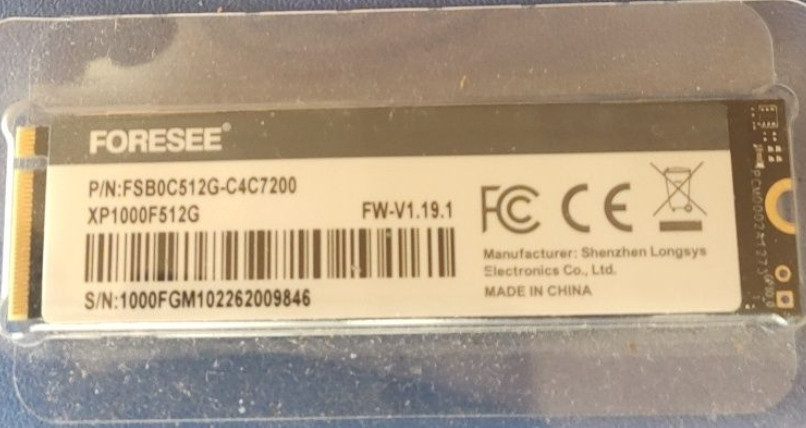 FORESEE®
P/N:FSB0C512G-C4C7200
XP1000F512G
FW-V1.19.1
S/N:1000FGM102262009846
FC CE
Manufacturer: Shenzhen Longsys
Electronics Co., Ltd.
MADE IN CHINA